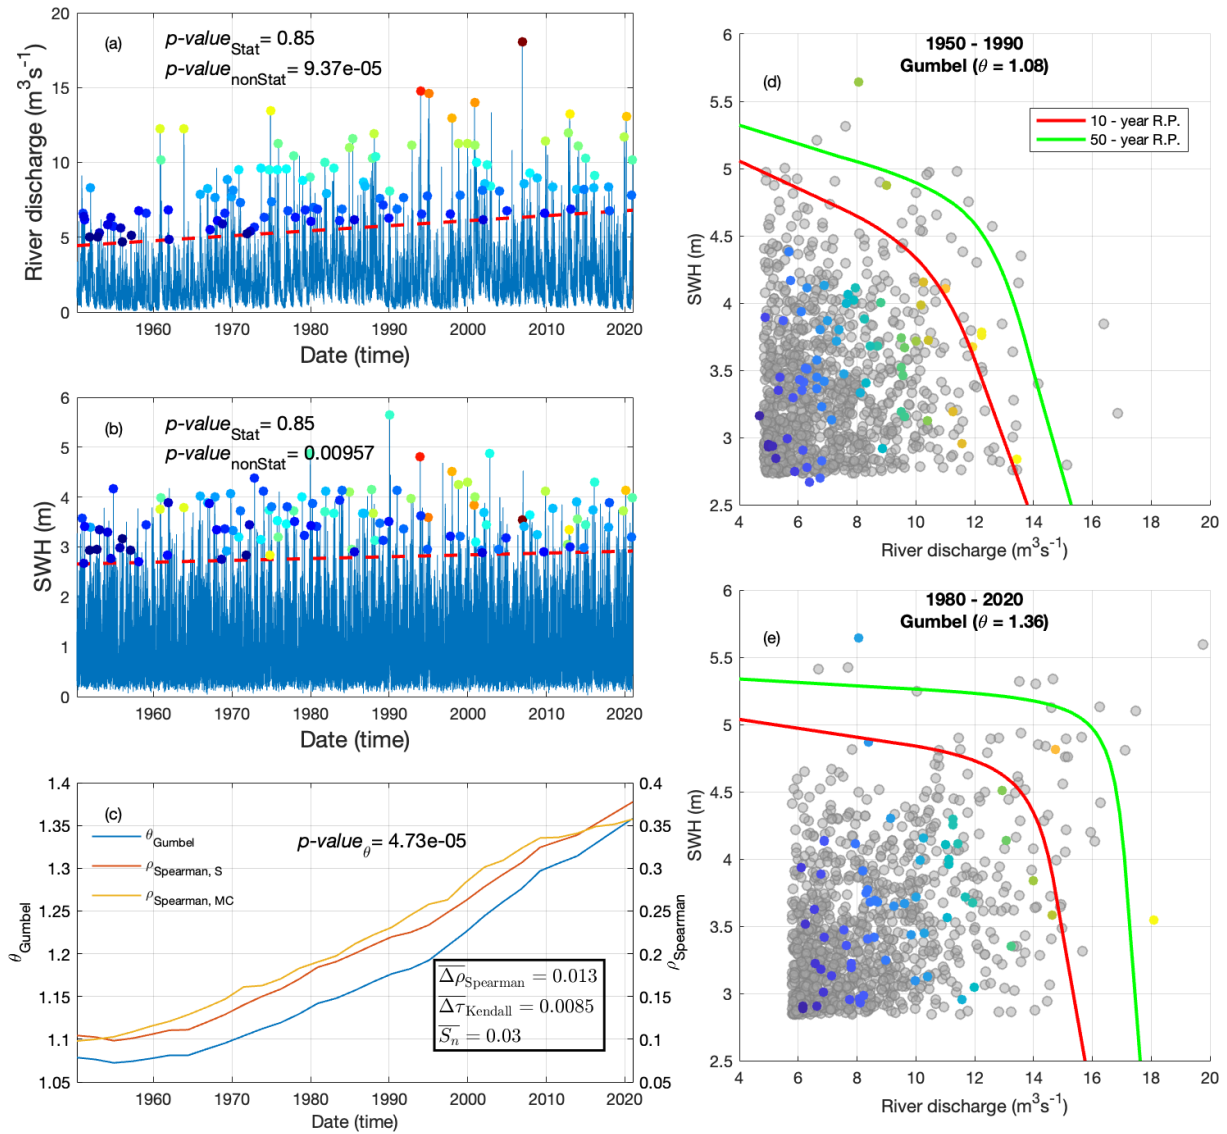 20
15
10
5
0
River discharge (m³s⁻¹)
(a)
p-value_Stat = 0.85
p-value_nonStat = 9.37e-05
1960 1970 1980 1990 2000 2010 2020
Date (time)
6
5
4
3
2
1
0
SWH (m)
(b)
p-value_Stat = 0.85
p-value_nonStat = 0.00957
1960 1970 1980 1990 2000 2010 2020
Date (time)
1.4
1.35
1.3
1.25
1.2
1.15
1.1
1.05
θ_Gumbel
(c)
θ_Gumbel
ρ_Spearman, S
ρ_Spearman, MC
p-value_θ = 4.73e-05
Δρ_Spearman = 0.013
Δτ_Kendall = 0.0085
S_n = 0.03
0.4
0.35
0.3
0.25
0.2
0.15
0.1
0.05
ρ_Spearman
1960 1970 1980 1990 2000 2010 2020
Date (time)
6
5.5
5
4.5
4
3.5
3
2.5
SWH (m)
(d)
1950 - 1990
Gumbel (θ = 1.08)
10 - year R.P.
50 - year R.P.
4 6 8 10 12 14 16 18 20
River discharge (m³s⁻¹)
6
5.5
5
4.5
4
3.5
3
2.5
SWH (m)
(e)
1980 - 2020
Gumbel (θ = 1.36)
4 6 8 10 12 14 16 18 20
River discharge (m³s⁻¹)